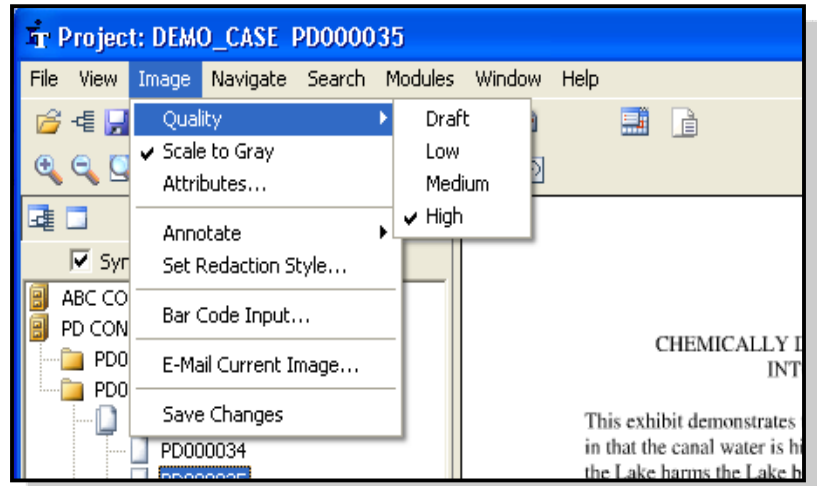 Project: DEMO_CASE PD000035
File View Image Navigate Search Modules Window Help
Quality
Draft
Scale to Gray
Low
Attributes...
Medium
High
Annotate
Set Redaction Style...
Bar Code Input...
E-Mail Current Image...
Save Changes
Syn
ABC CO
PD CON
PD0
PD0
PD000034
CHEMICALLY
INT
This exhibit demonstrates
in that the canal water is hi
the Lake harms the Lake b